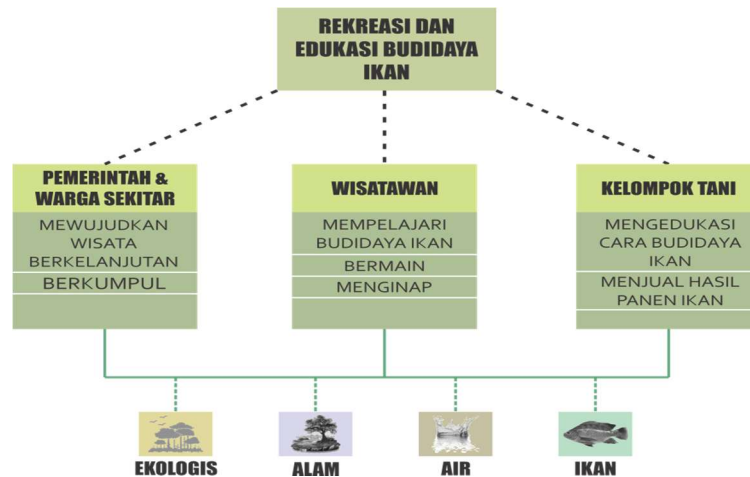 REKREASI DAN
EDUKASI BUDIDAYA
IKAN
PEMERINTAH &
WARGA SEKITAR
MEWUJUDKAN
WISATA
BERKELANJUTAN
BERKUMPUL
WISATAWAN
MEMPELAJARI
BUDIDAYA IKAN
BERMAIN
MENGINAP
KELOMPOK TANI
MENGEDUKASI
CARA BUDIDAYA
IKAN
MENJUAL HASIL
PANEN IKAN
EKOLOGIS
ALAM
AIR
IKAN